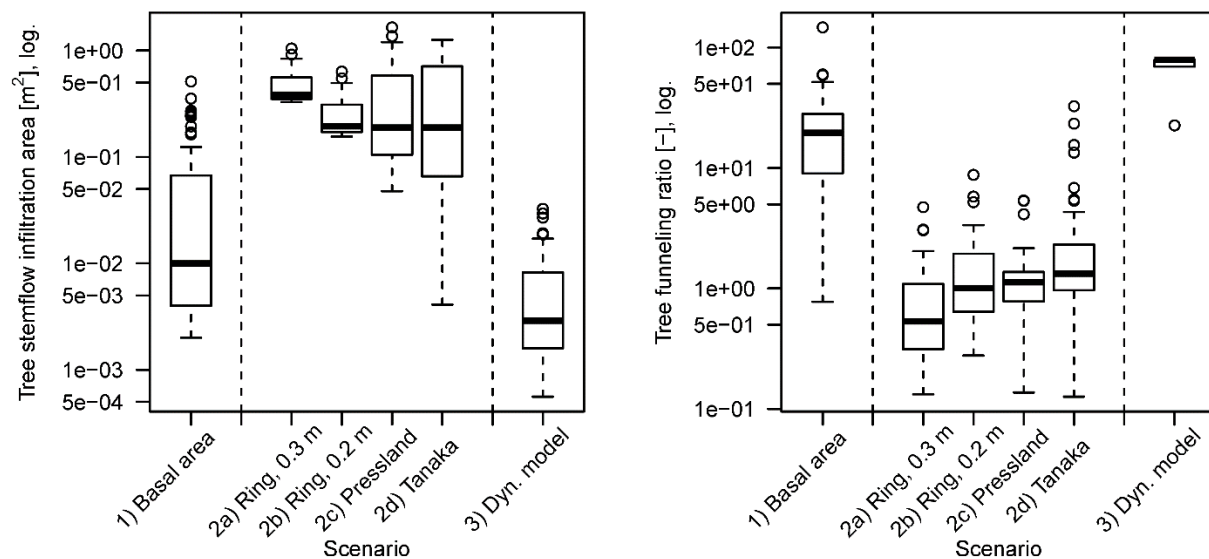 Tree stemflow infiltration area [m²], log.
1e+00
5e-01
1e-01
5e-02
1e-02
5e-03
1e-03
5e-04
1) Basal area
2a) Ring, 0.3 m
2b) Ring, 0.2 m
2c) Pressland
2d) Tanaka
3) Dyn. model
Scenario
Tree funneling ratio [−], log.
1e+02
5e+01
1e+01
5e+00
1e+00
5e-01
1e-01
1) Basal area
2a) Ring, 0.3 m
2b) Ring, 0.2 m
2c) Pressland
2d) Tanaka
3) Dyn. model
Scenario